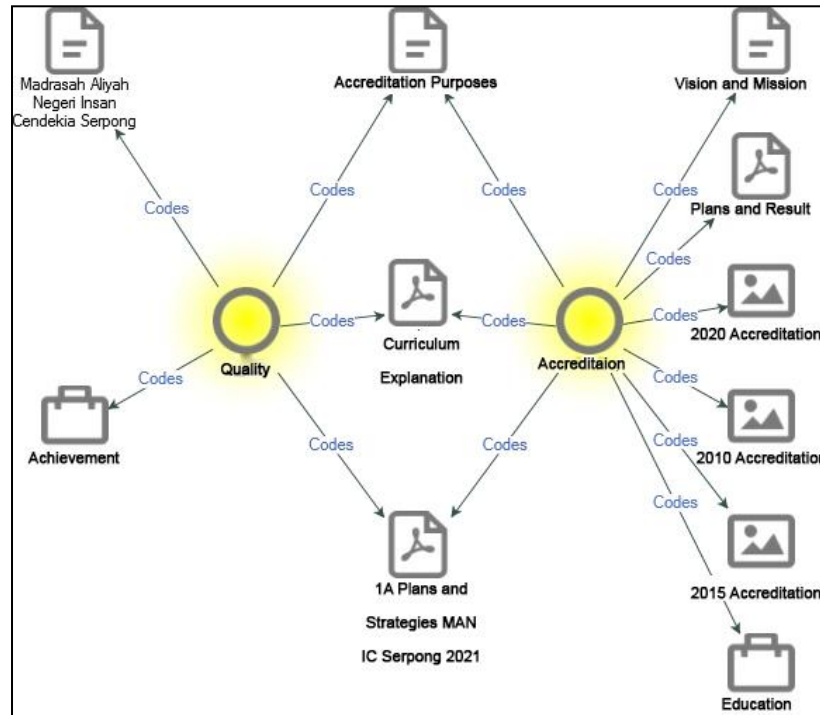 Madrasah Aliyah
Negeri Insan
Cendekia Serpong
Accreditation Purposes
Vision and Mission
Codes
Codes
Codes
Codes
Plans and Result
Codes
Codes
Codes
Codes
2020 Accreditation
Curriculum
Explanation
Quality
Accreditaion
Codes
Codes
Achievement
2010 Accreditation
Codes
Codes
Codes
Codes
1A Plans and
Strategies MAN
IC Serpong 2021
2015 Accreditation
Education